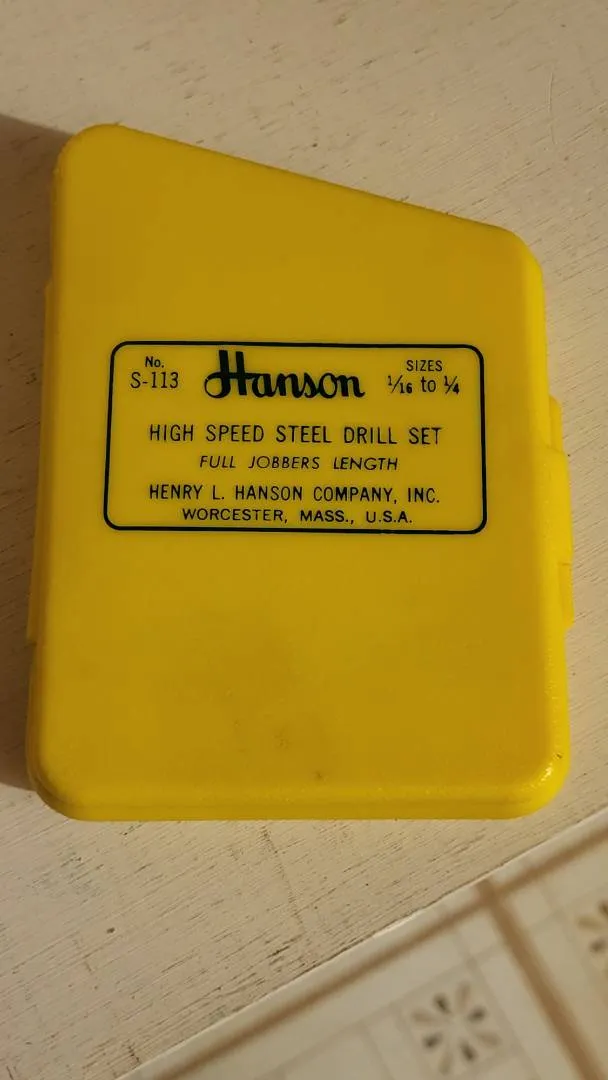 No. S-113 Hanson SIZES 1/16 to 1/4
HIGH SPEED STEEL DRILL SET
FULL JOBBERS LENGTH
HENRY L. HANSON COMPANY, INC.
WORCESTER, MASS., U.S.A.